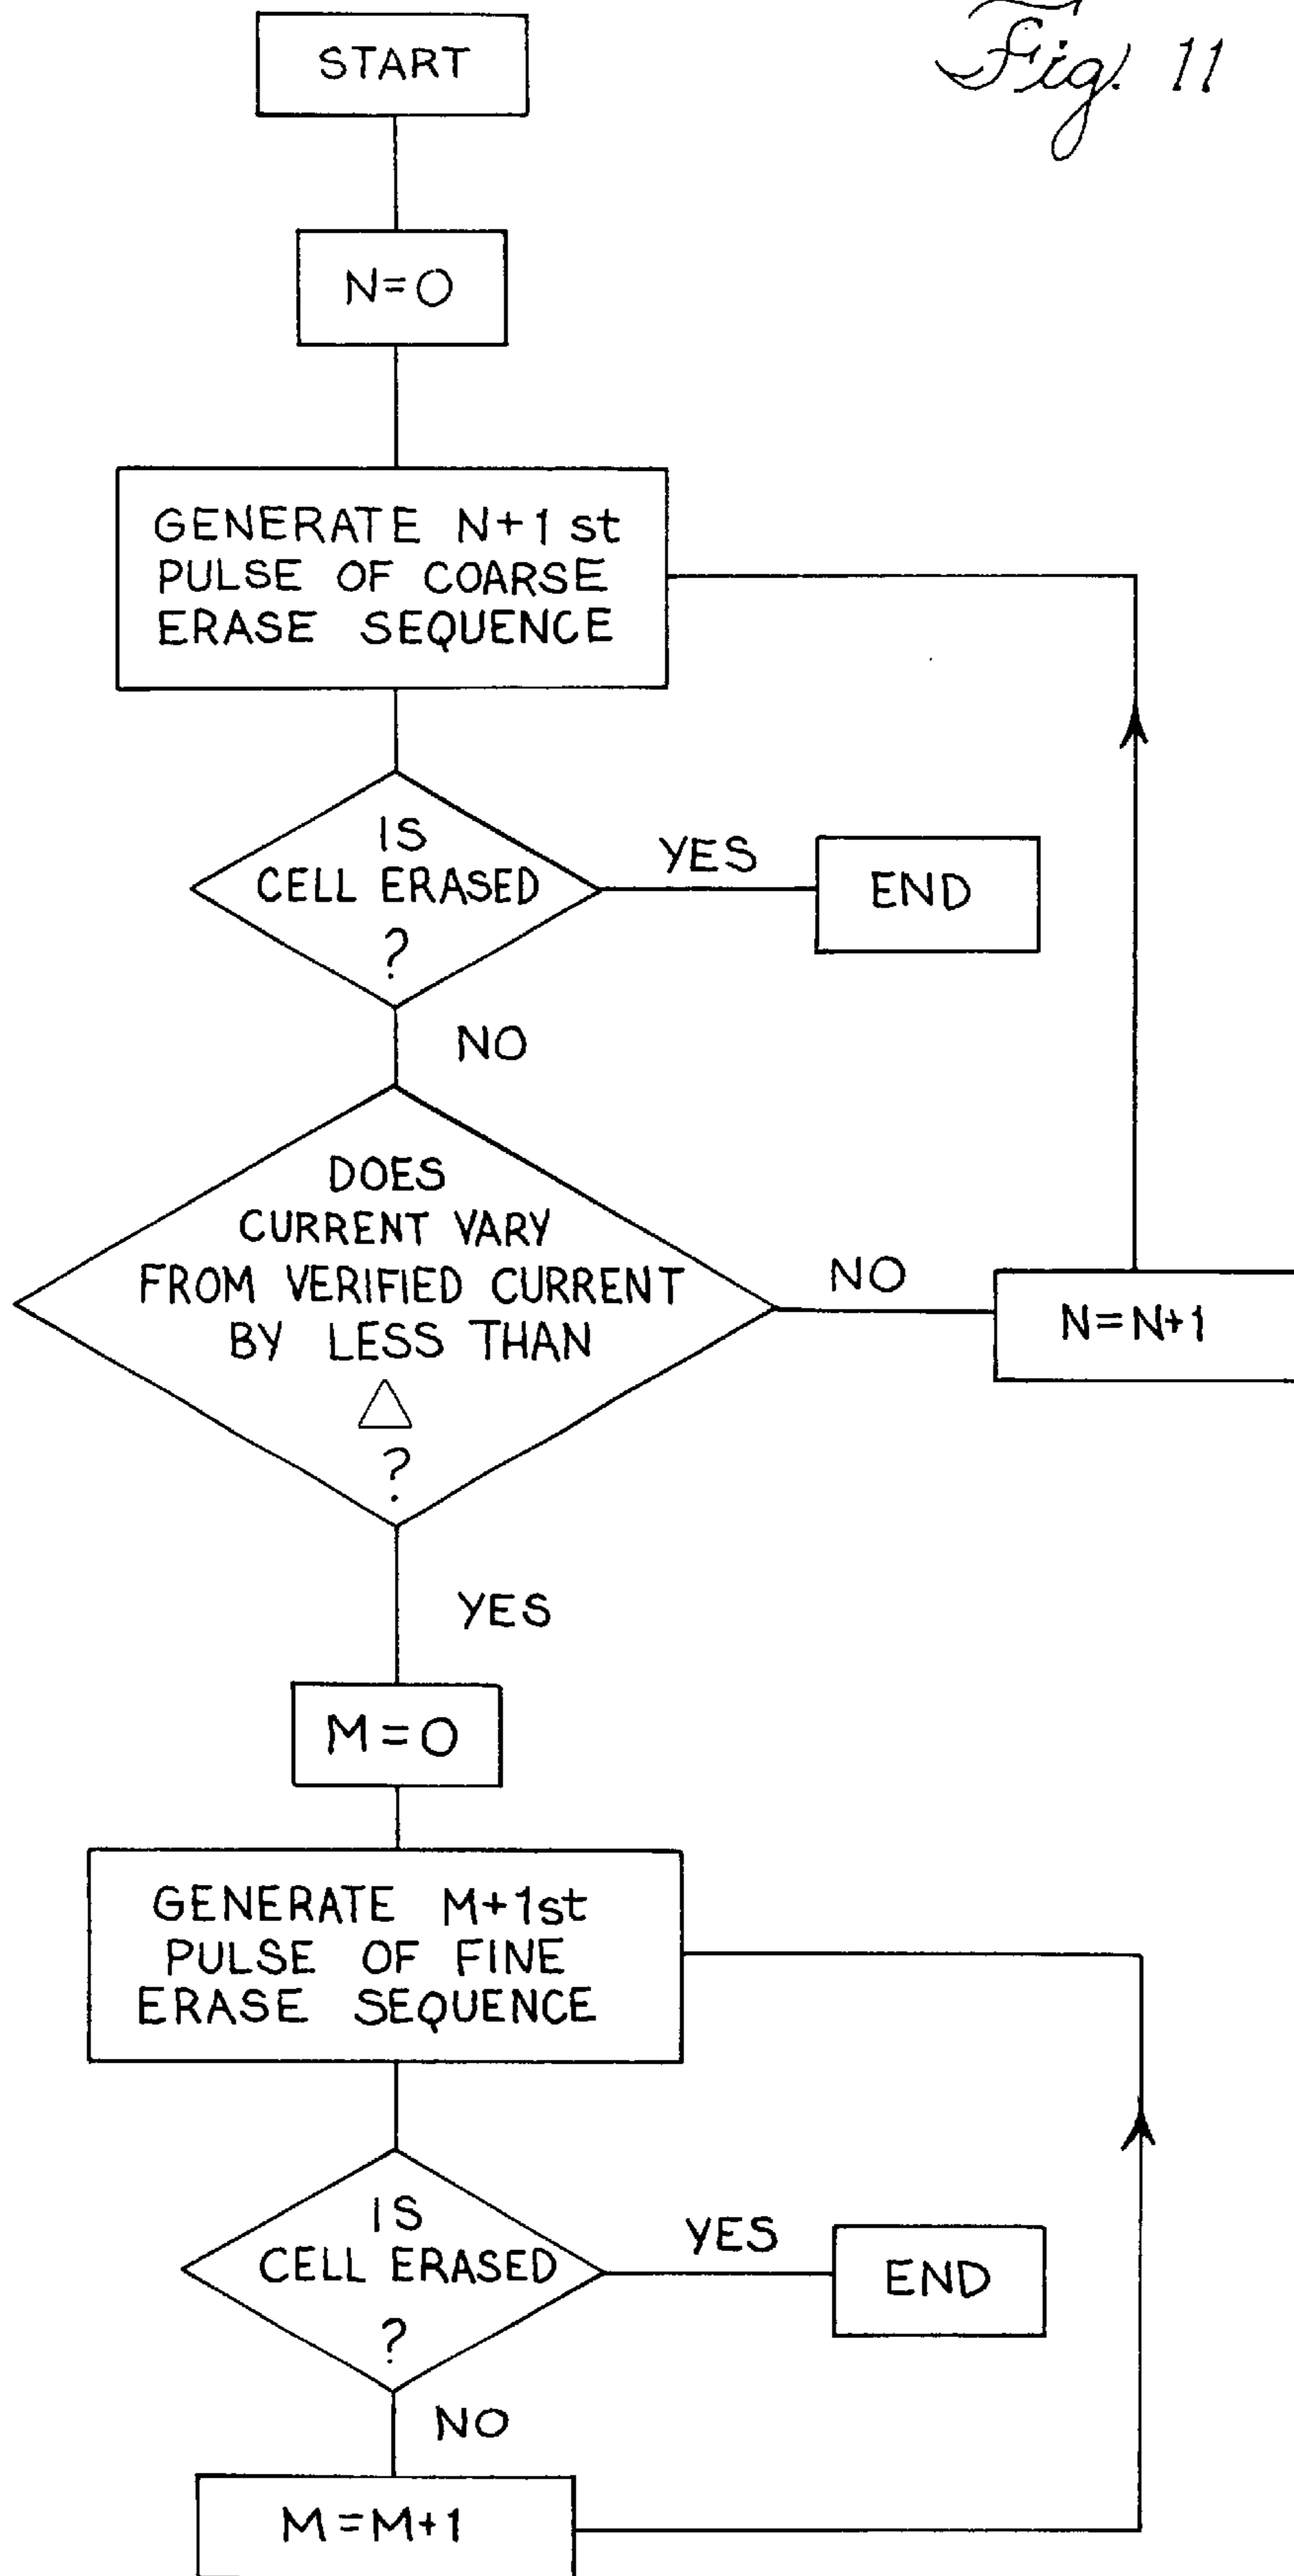 Fig. 11
START
N=0
GENERATE N+1 st
PULSE OF COARSE
ERASE SEQUENCE
IS
CELL ERASED
?
YES
END
NO
DOES
CURRENT VARY
FROM VERIFIED CURRENT
BY LESS THAN
△
?
NO
N=N+1
YES
M=0
GENERATE M+1st
PULSE OF FINE
ERASE SEQUENCE
IS
CELL ERASED
?
YES
END
NO
M=M+1